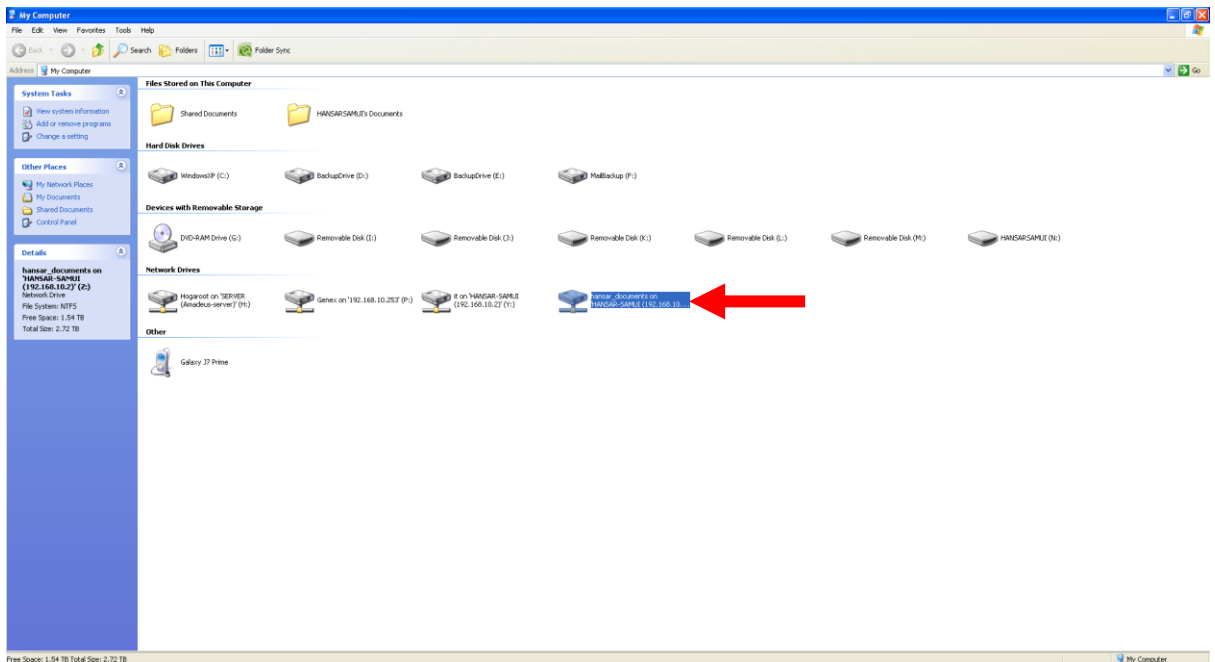 My Computer
File Edit View Favorites Tools Help
Back Search Folders Folder Sync
Address My Computer Go
System Tasks
View system information
Add or remove programs
Change a setting
Other Places
My Network Places
My Documents
Shared Documents
Control Panel
Details
hansar_documents on
'HANSAR-SAMUI
(192.168.10.2)' (Z:)
Network Drive
File System: NTFS
Free Space: 1.54 TB
Total Size: 2.72 TB
Files Stored on This Computer
Shared Documents
HANSARSAMUI's Documents
Hard Disk Drives
WindowsXP (C:)
BackupDrive (D:)
BackupDrive (E:)
MailBackup (F:)
Devices with Removable Storage
DVD-RAM Drive (G:)
Removable Disk (I:)
Removable Disk (J:)
Removable Disk (K:)
Removable Disk (L:)
Removable Disk (M:)
HANSARSAMUI (N:)
Network Drives
Hogaroot on 'SERVER
(Amadeus-server)' (H:)
Genex on '192.168.10.253' (P:)
it on 'HANSAR-SAMUI
(192.168.10.2)' (Y:)
hansar_documents on
'HANSAR-SAMUI (192.168.10....
Other
Galaxy J7 Prime
Free Space: 1.54 TB Total Size: 2.72 TB
My Computer